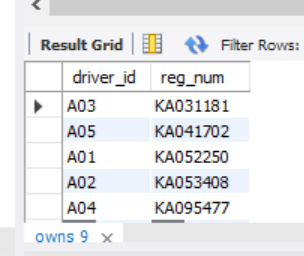 Result Grid Filter Rows:
driver_id reg_num
A03 KA031181
A05 KA041702
A01 KA052250
A02 KA053408
A04 KA095477
owns 9 ×